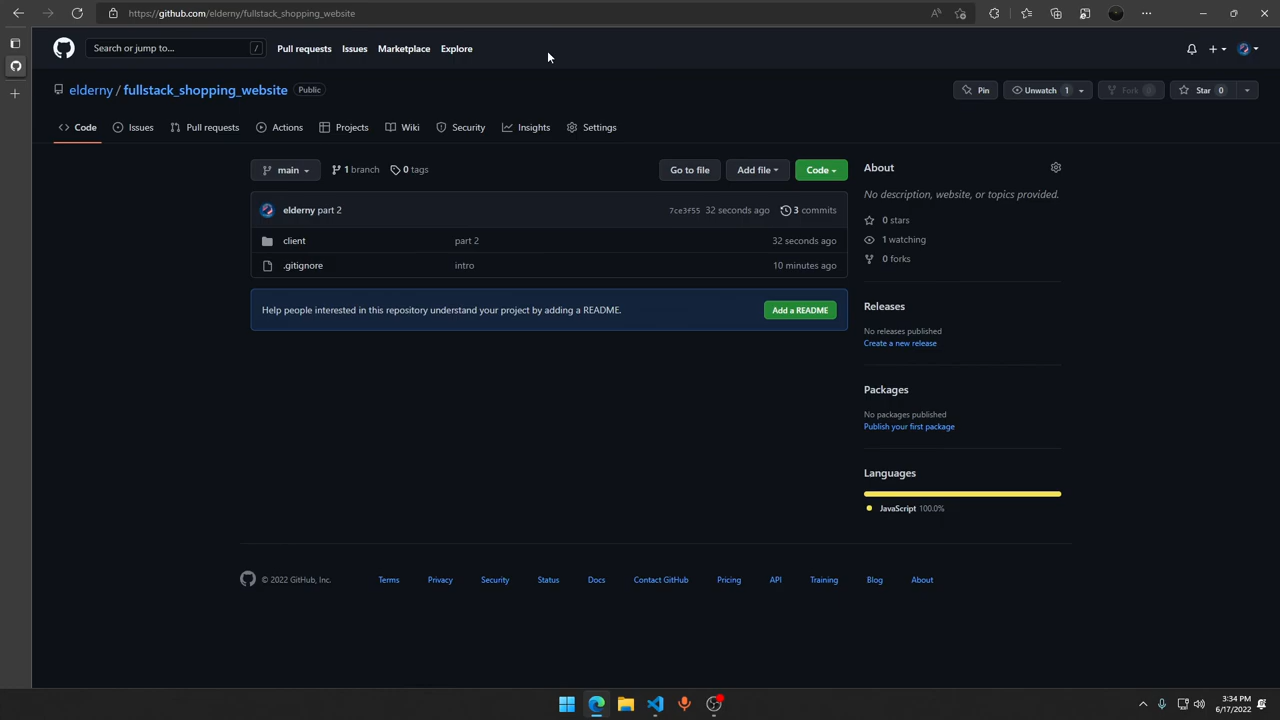 https://github.com/elderny/fullstack_shopping_website
Search or jump to... /
Pull requests Issues Marketplace Explore
elderny / fullstack_shopping_website Public
Pin Unwatch 1 Fork 0 Star 0
Code Issues Pull requests Actions Projects Wiki Security Insights Settings
main 1 branch 0 tags Go to file Add file Code
elderny part 2 7ce3f55 32 seconds ago 3 commits
client part 2 32 seconds ago
.gitignore intro 10 minutes ago
Help people interested in this repository understand your project by adding a README. Add a README
About
No description, website, or topics provided.
0 stars
1 watching
0 forks
Releases
No releases published
Create a new release
Packages
No packages published
Publish your first package
Languages
JavaScript 100.0%
© 2022 GitHub, Inc. Terms Privacy Security Status Docs Contact GitHub Pricing API Training Blog About
3:34 PM
6/17/2022